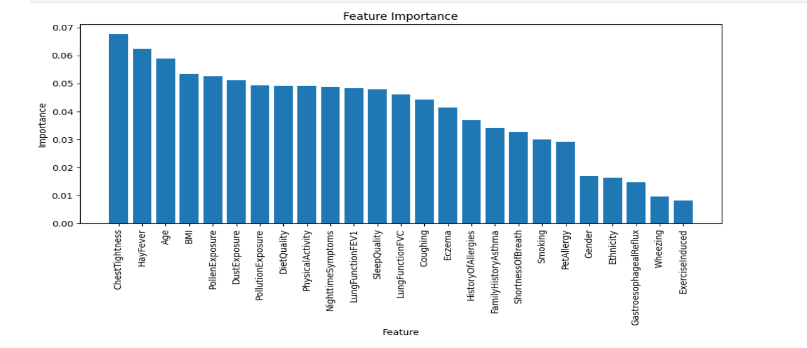 Feature Importance
0.07
0.06
0.05
0.04
0.03
0.02
0.01
0.00
Importance
ChestTightness
HayFever
Age
BMI
PollenExposure
DustExposure
PollutionExposure
DietQuality
PhysicalActivity
NighttimeSymptoms
LungFunctionFEV1
SleepQuality
LungFunctionFVC
Coughing
Eczema
HistoryOfAllergies
FamilyHistoryAsthma
ShortnessOfBreath
Smoking
PetAllergy
Gender
Ethnicity
GastroesophagealReflux
Wheezing
ExerciseInduced
Feature